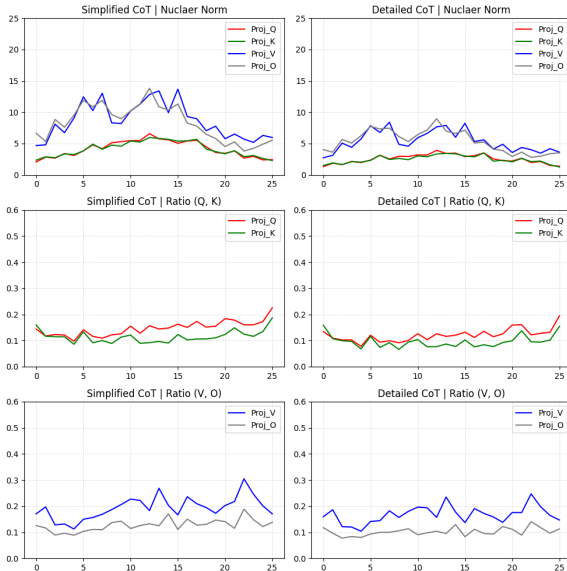 Simplified CoT | Nuclaer Norm
Proj_Q
Proj_K
Proj_V
Proj_O
25
20
15
10
5
0
0 5 10 15 20 25
Detailed CoT | Nuclaer Norm
Proj_Q
Proj_K
Proj_V
Proj_O
25
20
15
10
5
0
0 5 10 15 20 25
Simplified CoT | Ratio (Q, K)
Proj_Q
Proj_K
0.6
0.5
0.4
0.3
0.2
0.1
0.0
0 5 10 15 20 25
Detailed CoT | Ratio (Q, K)
Proj_Q
Proj_K
0.6
0.5
0.4
0.3
0.2
0.1
0.0
0 5 10 15 20 25
Simplified CoT | Ratio (V, O)
Proj_V
Proj_O
0.6
0.5
0.4
0.3
0.2
0.1
0.0
0 5 10 15 20 25
Detailed CoT | Ratio (V, O)
Proj_V
Proj_O
0.6
0.5
0.4
0.3
0.2
0.1
0.0
0 5 10 15 20 25